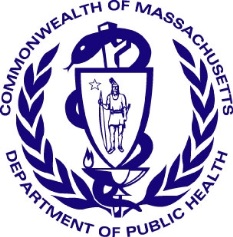 COMMONWEALTH OF MASSACHUSETTS
DEPARTMENT OF PUBLIC HEALTH